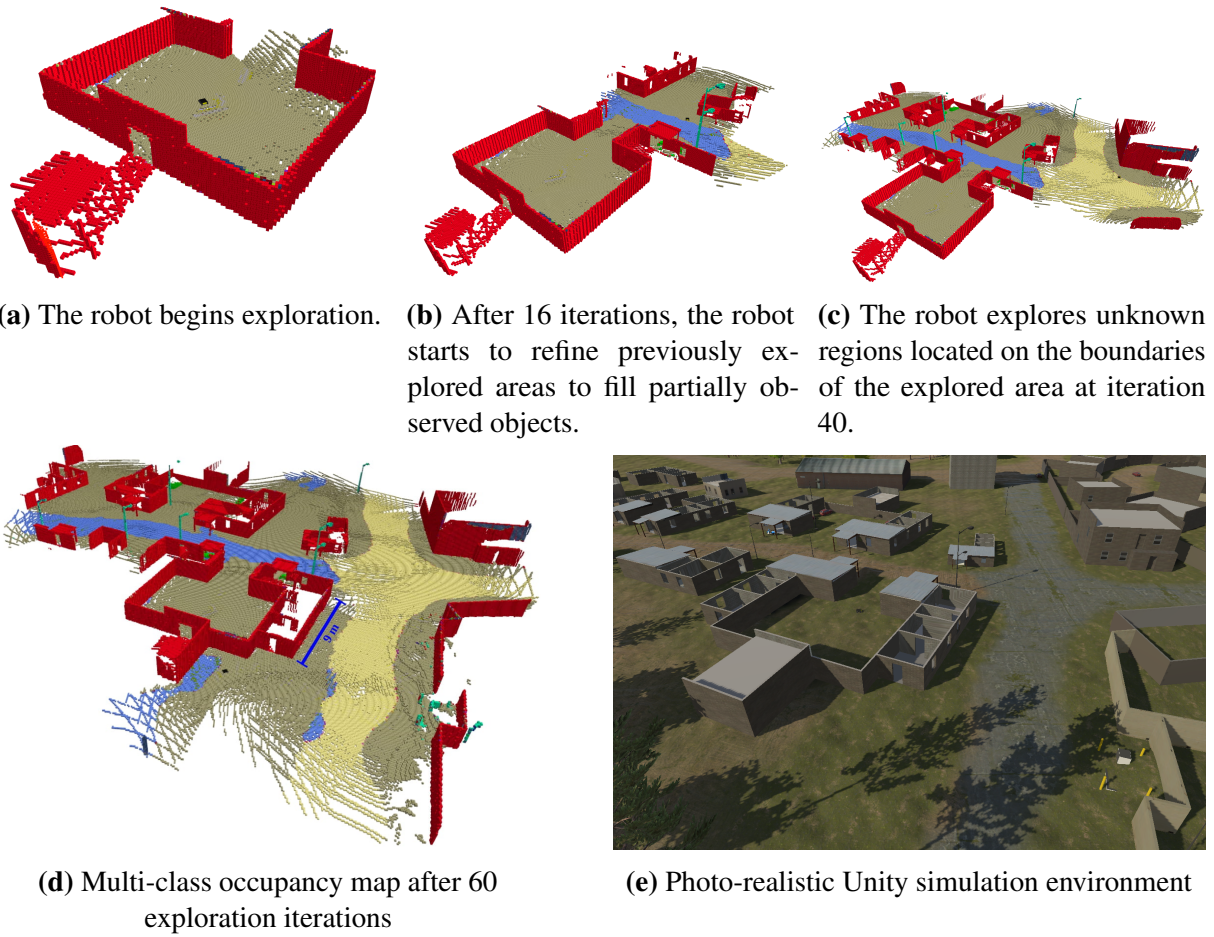 (a) The robot begins exploration.
(b) After 16 iterations, the robot
starts to refine previously ex-
plored areas to fill partially ob-
served objects.
(c) The robot explores unknown
regions located on the boundaries
of the explored area at iteration
40.
9 m
(d) Multi-class occupancy map after 60
exploration iterations
(e) Photo-realistic Unity simulation environment